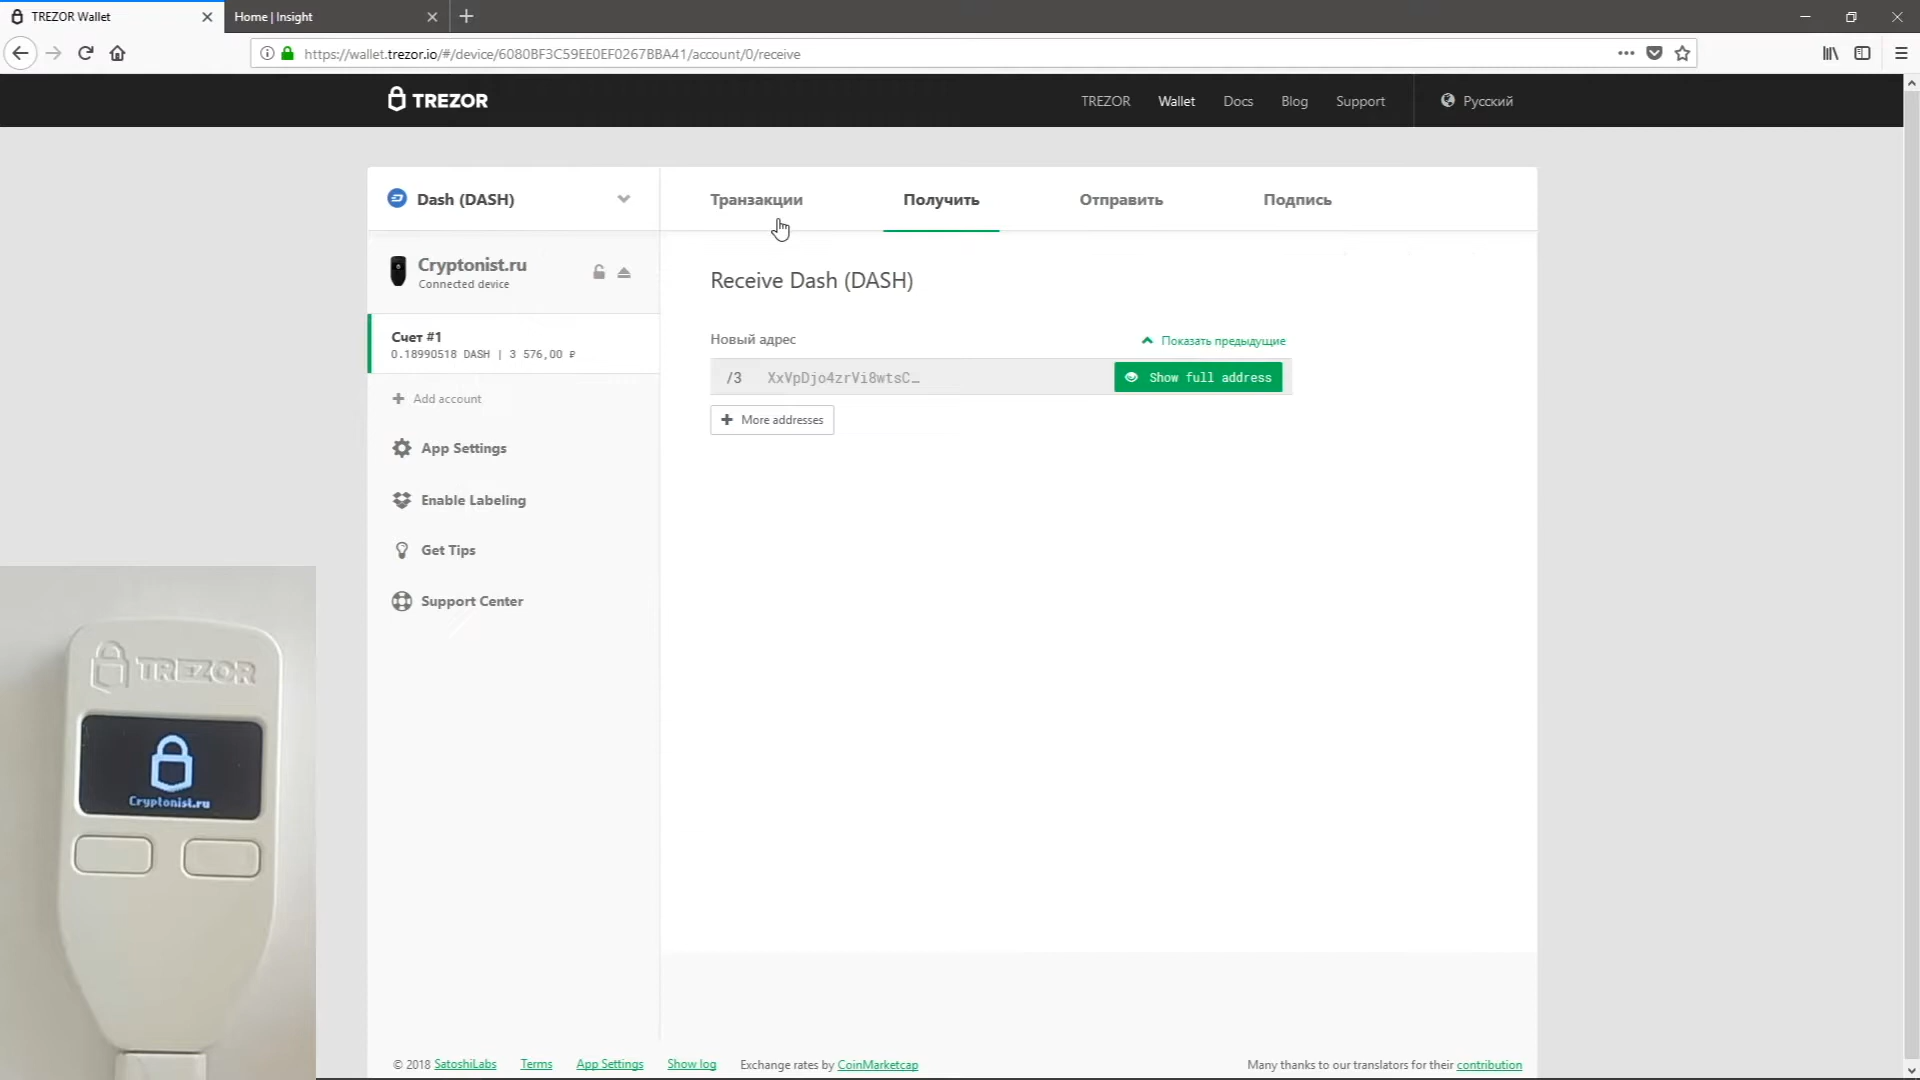 TREZOR Wallet
Home | Insight
https://wallet.trezor.io/#/device/6080BF3C59EE0EF0267BBA41/account/0/receive
TREZOR
TREZOR
Wallet
Docs
Blog
Support
Русский
Dash (DASH)
Транзакции
Получить
Отправить
Подпись
Cryptonist.ru
Connected device
Счет #1
0.18990518 DASH | 3 576,00 ₽
Add account
App Settings
Enable Labeling
Get Tips
Support Center
Receive Dash (DASH)
Новый адрес
Показать предыдущие
/3 XxVpDjo4zrVi8wtsC…
Show full address
More addresses
TREZOR
Cryptonist.ru
© 2018 SatoshiLabs
Terms
App Settings
Show log
Exchange rates by CoinMarketcap
Many thanks to our translators for their contribution